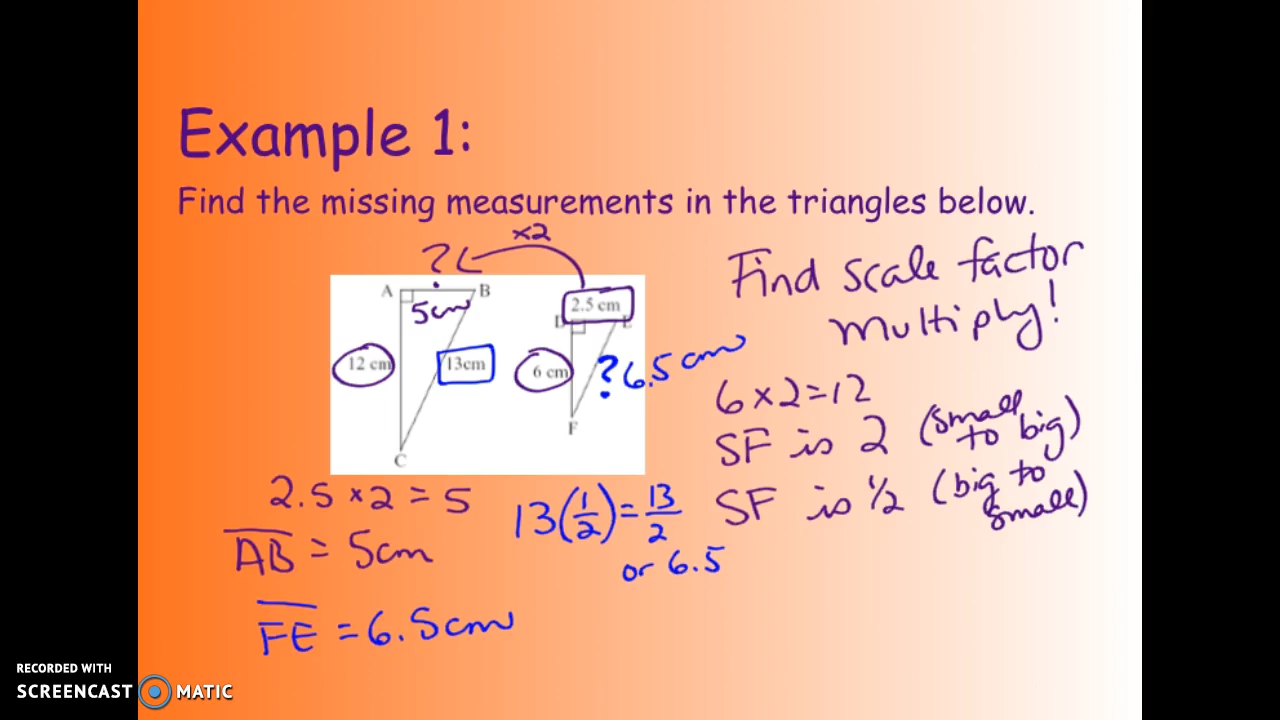 Example 1:
Find the missing measurements in the triangles below.
×2
?
A
B
5cm
12 cm
13cm
C
2.5 cm
D
E
6 cm
? 6.5 cm
F
Find scale factor
Multiply!
6×2=12
SF is 2 (small to big)
SF is 1/2 (big to small)
2.5 × 2 = 5
AB = 5cm
13(1/2)=13/2
or 6.5
FE = 6.5cm
RECORDED WITH
SCREENCAST MATIC